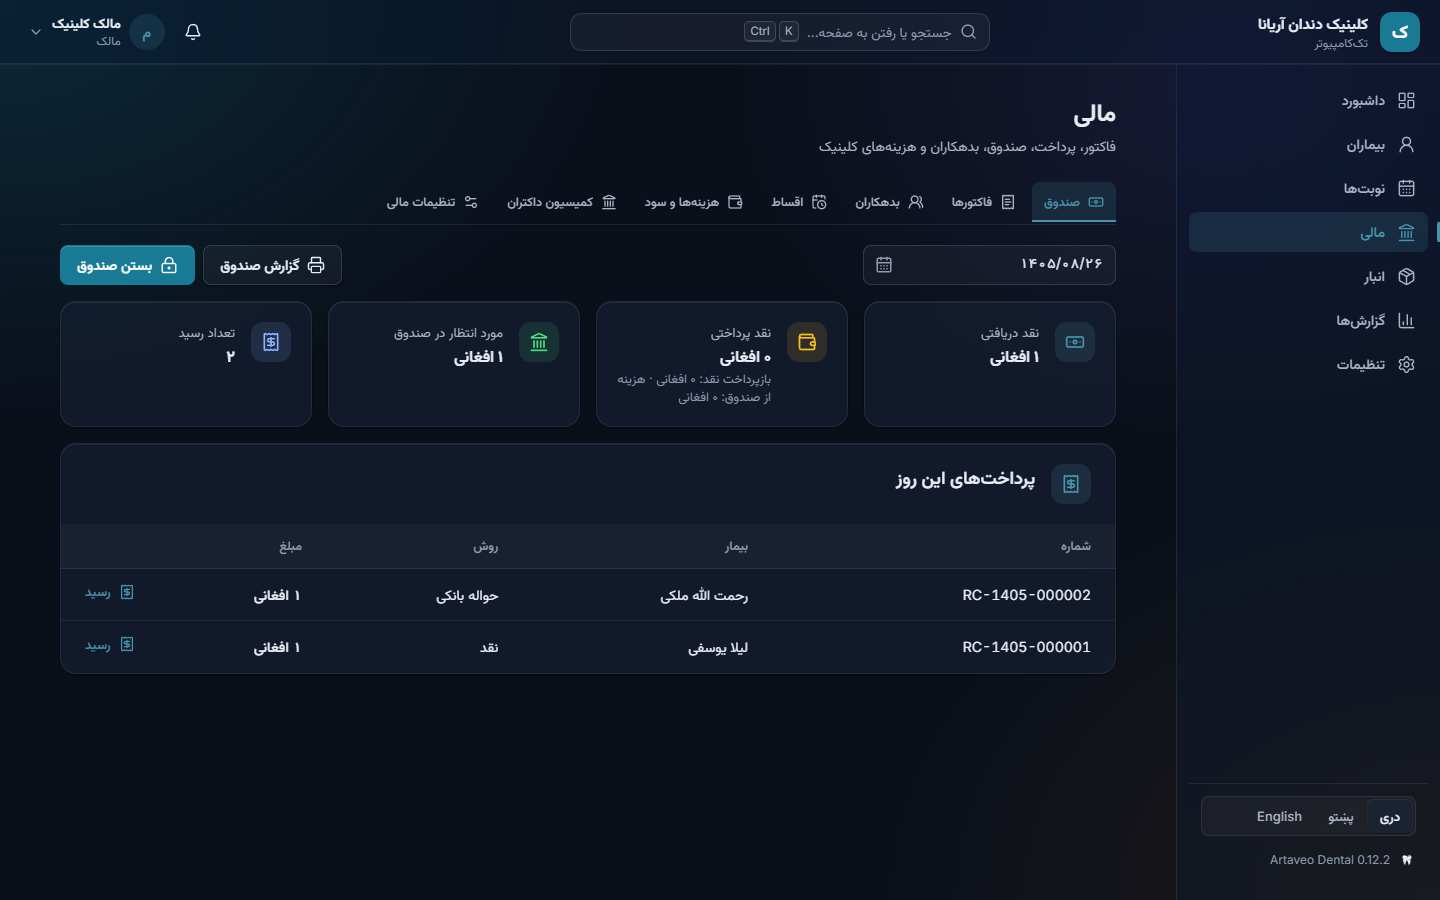 کلینیک دندان آریانا
تک‌کامپیوتر
ک
جستجو یا رفتن به صفحه...
Ctrl K
مالک کلینیک
مالک
م
داشبورد
بیماران
نوبت‌ها
مالی
انبار
گزارش‌ها
تنظیمات
مالی
فاکتور، پرداخت، صندوق، بدهکاران و هزینه‌های کلینیک
صندوق
فاکتورها
بدهکاران
اقساط
هزینه‌ها و سود
کمیسیون داکتران
تنظیمات مالی
۱۴۰۵/۰۸/۲۶
گزارش صندوق
بستن صندوق
نقد دریافتی
۱ افغانی
نقد پرداختی
۰ افغانی
بازپرداخت نقد: ۰ افغانی · هزینه
از صندوق: ۰ افغانی
مورد انتظار در صندوق
۱ افغانی
تعداد رسید
۲
پرداخت‌های این روز
شماره بیمار روش مبلغ
RC-1405-000002 رحمت الله ملکی حواله بانکی ۱ افغانی رسید
RC-1405-000001 لیلا یوسفی نقد ۱ افغانی رسید
دری پښتو English
Artaveo Dental 0.12.2